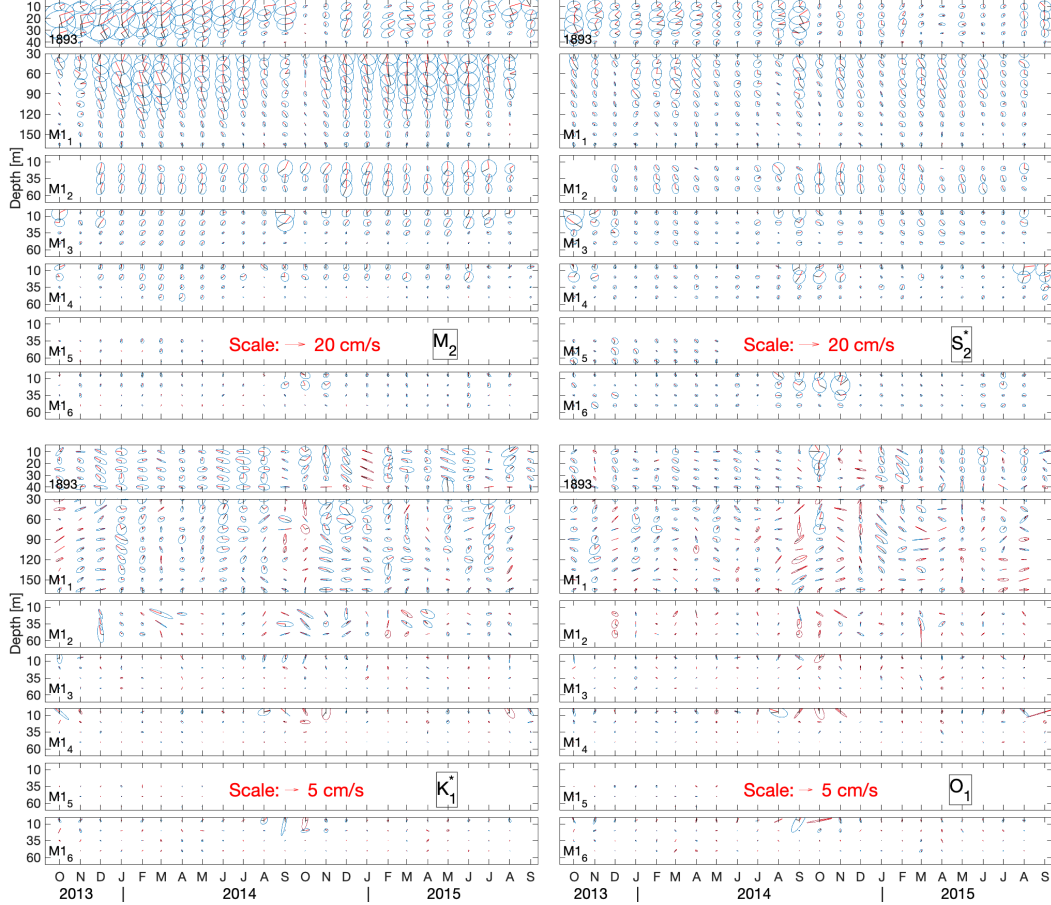 Depth [m]
10
20
30
40
1893
30
60
90
120
150
M1₁
10
35
60
M1₂
10
35
60
M1₃
10
35
60
M1₄
10
35
60
M1₅
Scale: → 20 cm/s
M₂
10
35
60
M1₆
1893
M1₁
M1₂
M1₃
M1₄
M1₅
Scale: → 20 cm/s
S₂*
M1₆
Depth [m]
10
20
30
40
1893
30
60
90
120
150
M1₁
10
35
60
M1₂
10
35
60
M1₃
10
35
60
M1₄
10
35
60
M1₅
Scale: → 5 cm/s
K₁*
10
35
60
M1₆
O N D J F M A M J J A S O N D J F M A M J J A S
2013 2014 2015
1893
M1₁
M1₂
M1₃
M1₄
M1₅
Scale: → 5 cm/s
O₁
M1₆
O N D J F M A M J J A S O N D J F M A M J J A S
2013 2014 2015